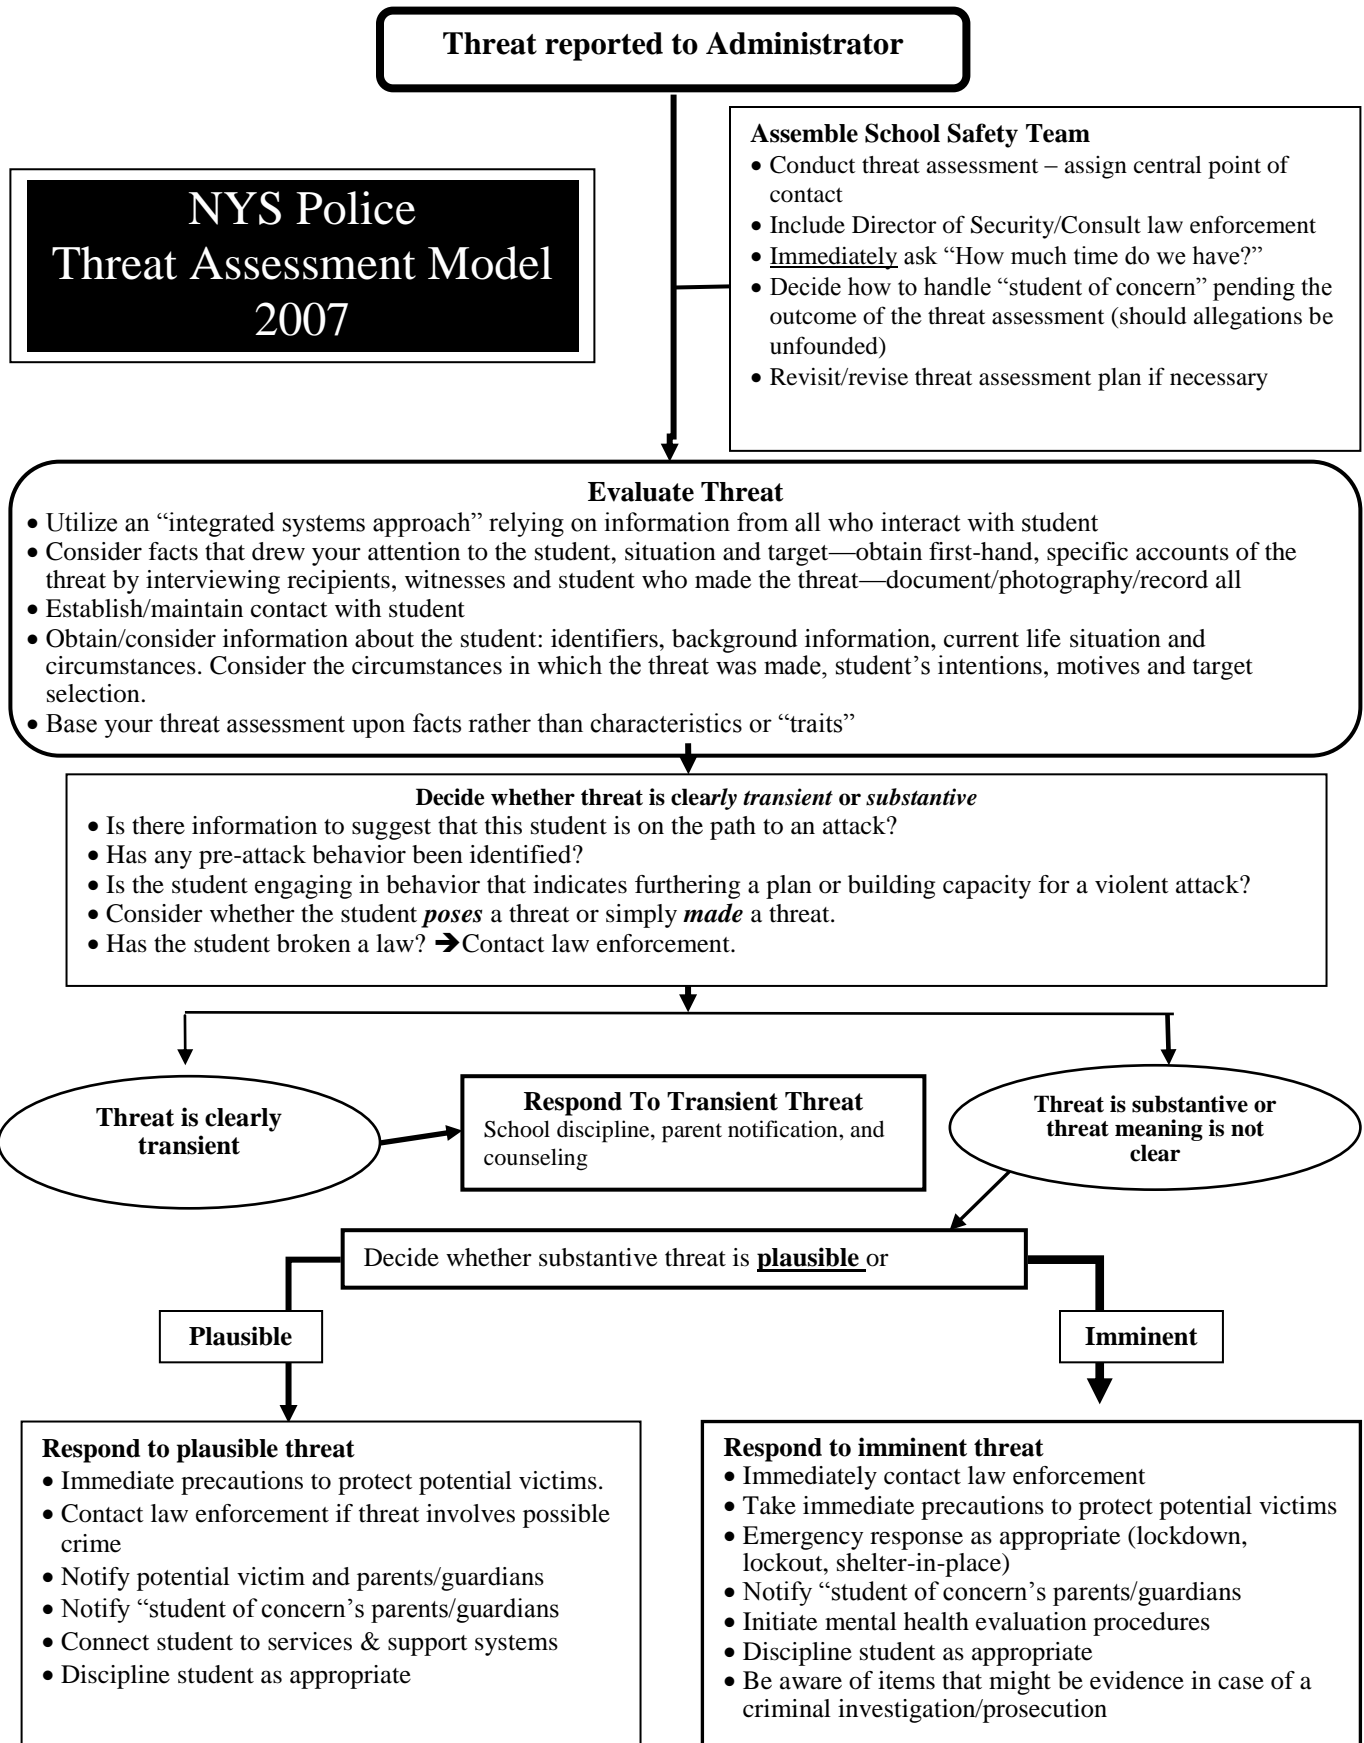 Threat reported to Administrator
Assemble School Safety Team
• Conduct threat assessment – assign central point of
contact
• Include Director of Security/Consult law enforcement
• Immediately ask “How much time do we have?”
• Decide how to handle “student of concern” pending the
outcome of the threat assessment (should allegations be
unfounded)
• Revisit/revise threat assessment plan if necessary
NYS Police
Threat Assessment Model
2007
Evaluate Threat
• Utilize an “integrated systems approach” relying on information from all who interact with student
• Consider facts that drew your attention to the student, situation and target—obtain first-hand, specific accounts of the
threat by interviewing recipients, witnesses and student who made the threat—document/photography/record all
• Establish/maintain contact with student
• Obtain/consider information about the student: identifiers, background information, current life situation and
circumstances. Consider the circumstances in which the threat was made, student’s intentions, motives and target
selection.
• Base your threat assessment upon facts rather than characteristics or “traits”
Decide whether threat is clearly transient or substantive
• Is there information to suggest that this student is on the path to an attack?
• Has any pre-attack behavior been identified?
• Is the student engaging in behavior that indicates furthering a plan or building capacity for a violent attack?
• Consider whether the student poses a threat or simply made a threat.
• Has the student broken a law? ➔Contact law enforcement.
Threat is clearly
transient
Respond To Transient Threat
School discipline, parent notification, and
counseling
Threat is substantive or
threat meaning is not
clear
Decide whether substantive threat is plausible or
Plausible
Imminent
Respond to plausible threat
• Immediate precautions to protect potential victims.
• Contact law enforcement if threat involves possible
crime
• Notify potential victim and parents/guardians
• Notify “student of concern’s parents/guardians
• Connect student to services & support systems
• Discipline student as appropriate
Respond to imminent threat
• Immediately contact law enforcement
• Take immediate precautions to protect potential victims
• Emergency response as appropriate (lockdown,
lockout, shelter-in-place)
• Notify “student of concern’s parents/guardians
• Initiate mental health evaluation procedures
• Discipline student as appropriate
• Be aware of items that might be evidence in case of a
criminal investigation/prosecution